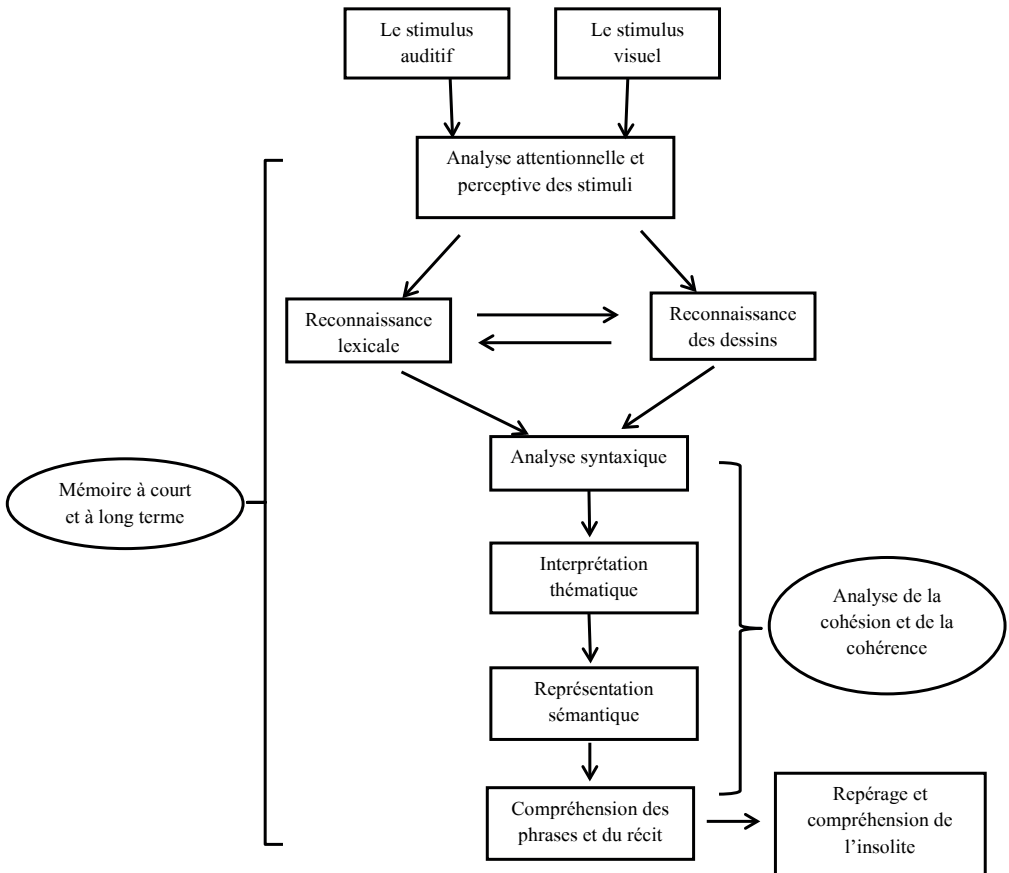 Le stimulus
auditif
Le stimulus
visuel
Analyse attentionnelle et
perceptive des stimuli
Reconnaissance
lexicale
Reconnaissance
des dessins
Analyse syntaxique
Mémoire à court
et à long terme
Interprétation
thématique
Analyse de la
cohésion et de la
cohérence
Représentation
sémantique
Compréhension des
phrases et du récit
Repérage et
compréhension de
l’insolite